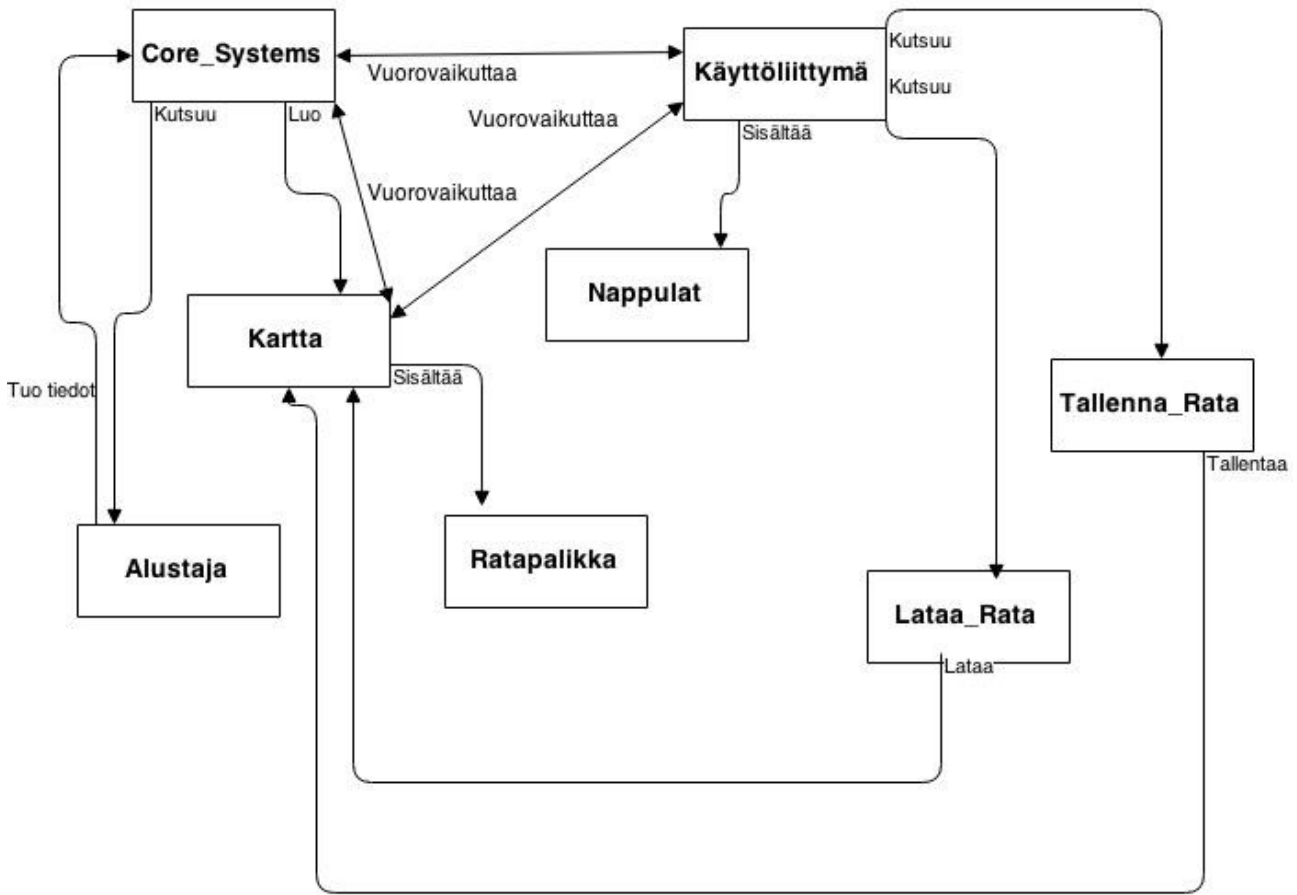 Core_Systems
Käyttöliittymä
Kutsuu
Kutsuu
Vuorovaikuttaa
Vuorovaikuttaa
Kutsuu
Luo
Sisältää
Vuorovaikuttaa
Nappulat
Kartta
Sisältää
Tuo tiedot
Tallenna_Rata
Tallentaa
Alustaja
Ratapalikka
Lataa_Rata
Lataa